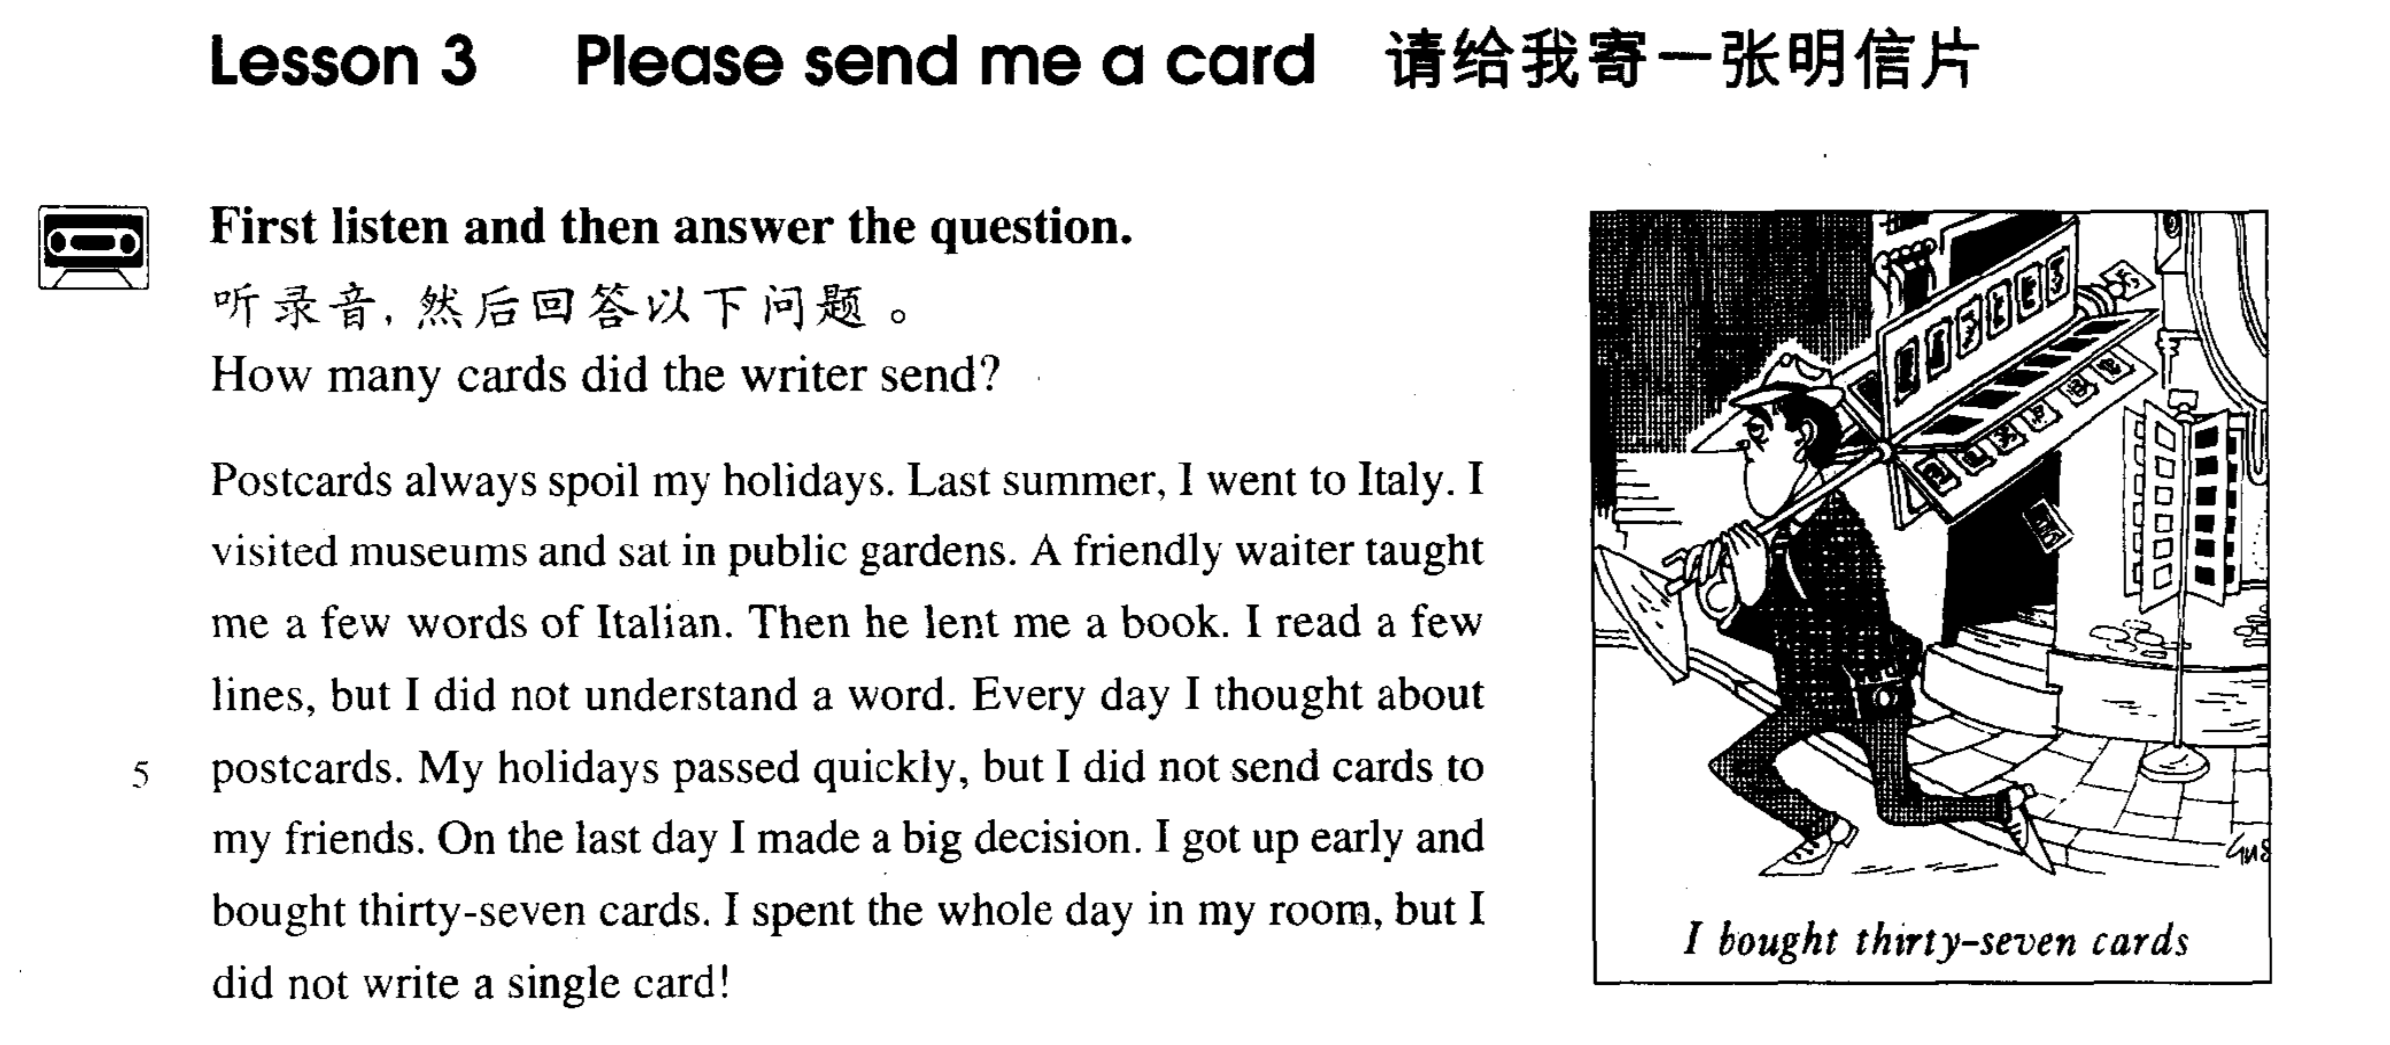 Lesson 3 Please send me a card 请给我寄一张明信片
First listen and then answer the question.
听录音，然后回答以下问题。
How many cards did the writer send?
Postcards always spoil my holidays. Last summer, I went to Italy. I
visited museums and sat in public gardens. A friendly waiter taught
me a few words of Italian. Then he lent me a book. I read a few
lines, but I did not understand a word. Every day I thought about
5 postcards. My holidays passed quickly, but I did not send cards to
my friends. On the last day I made a big decision. I got up early and
bought thirty-seven cards. I spent the whole day in my room, but I
did not write a single card!
Gus
I bought thirty-seven cards